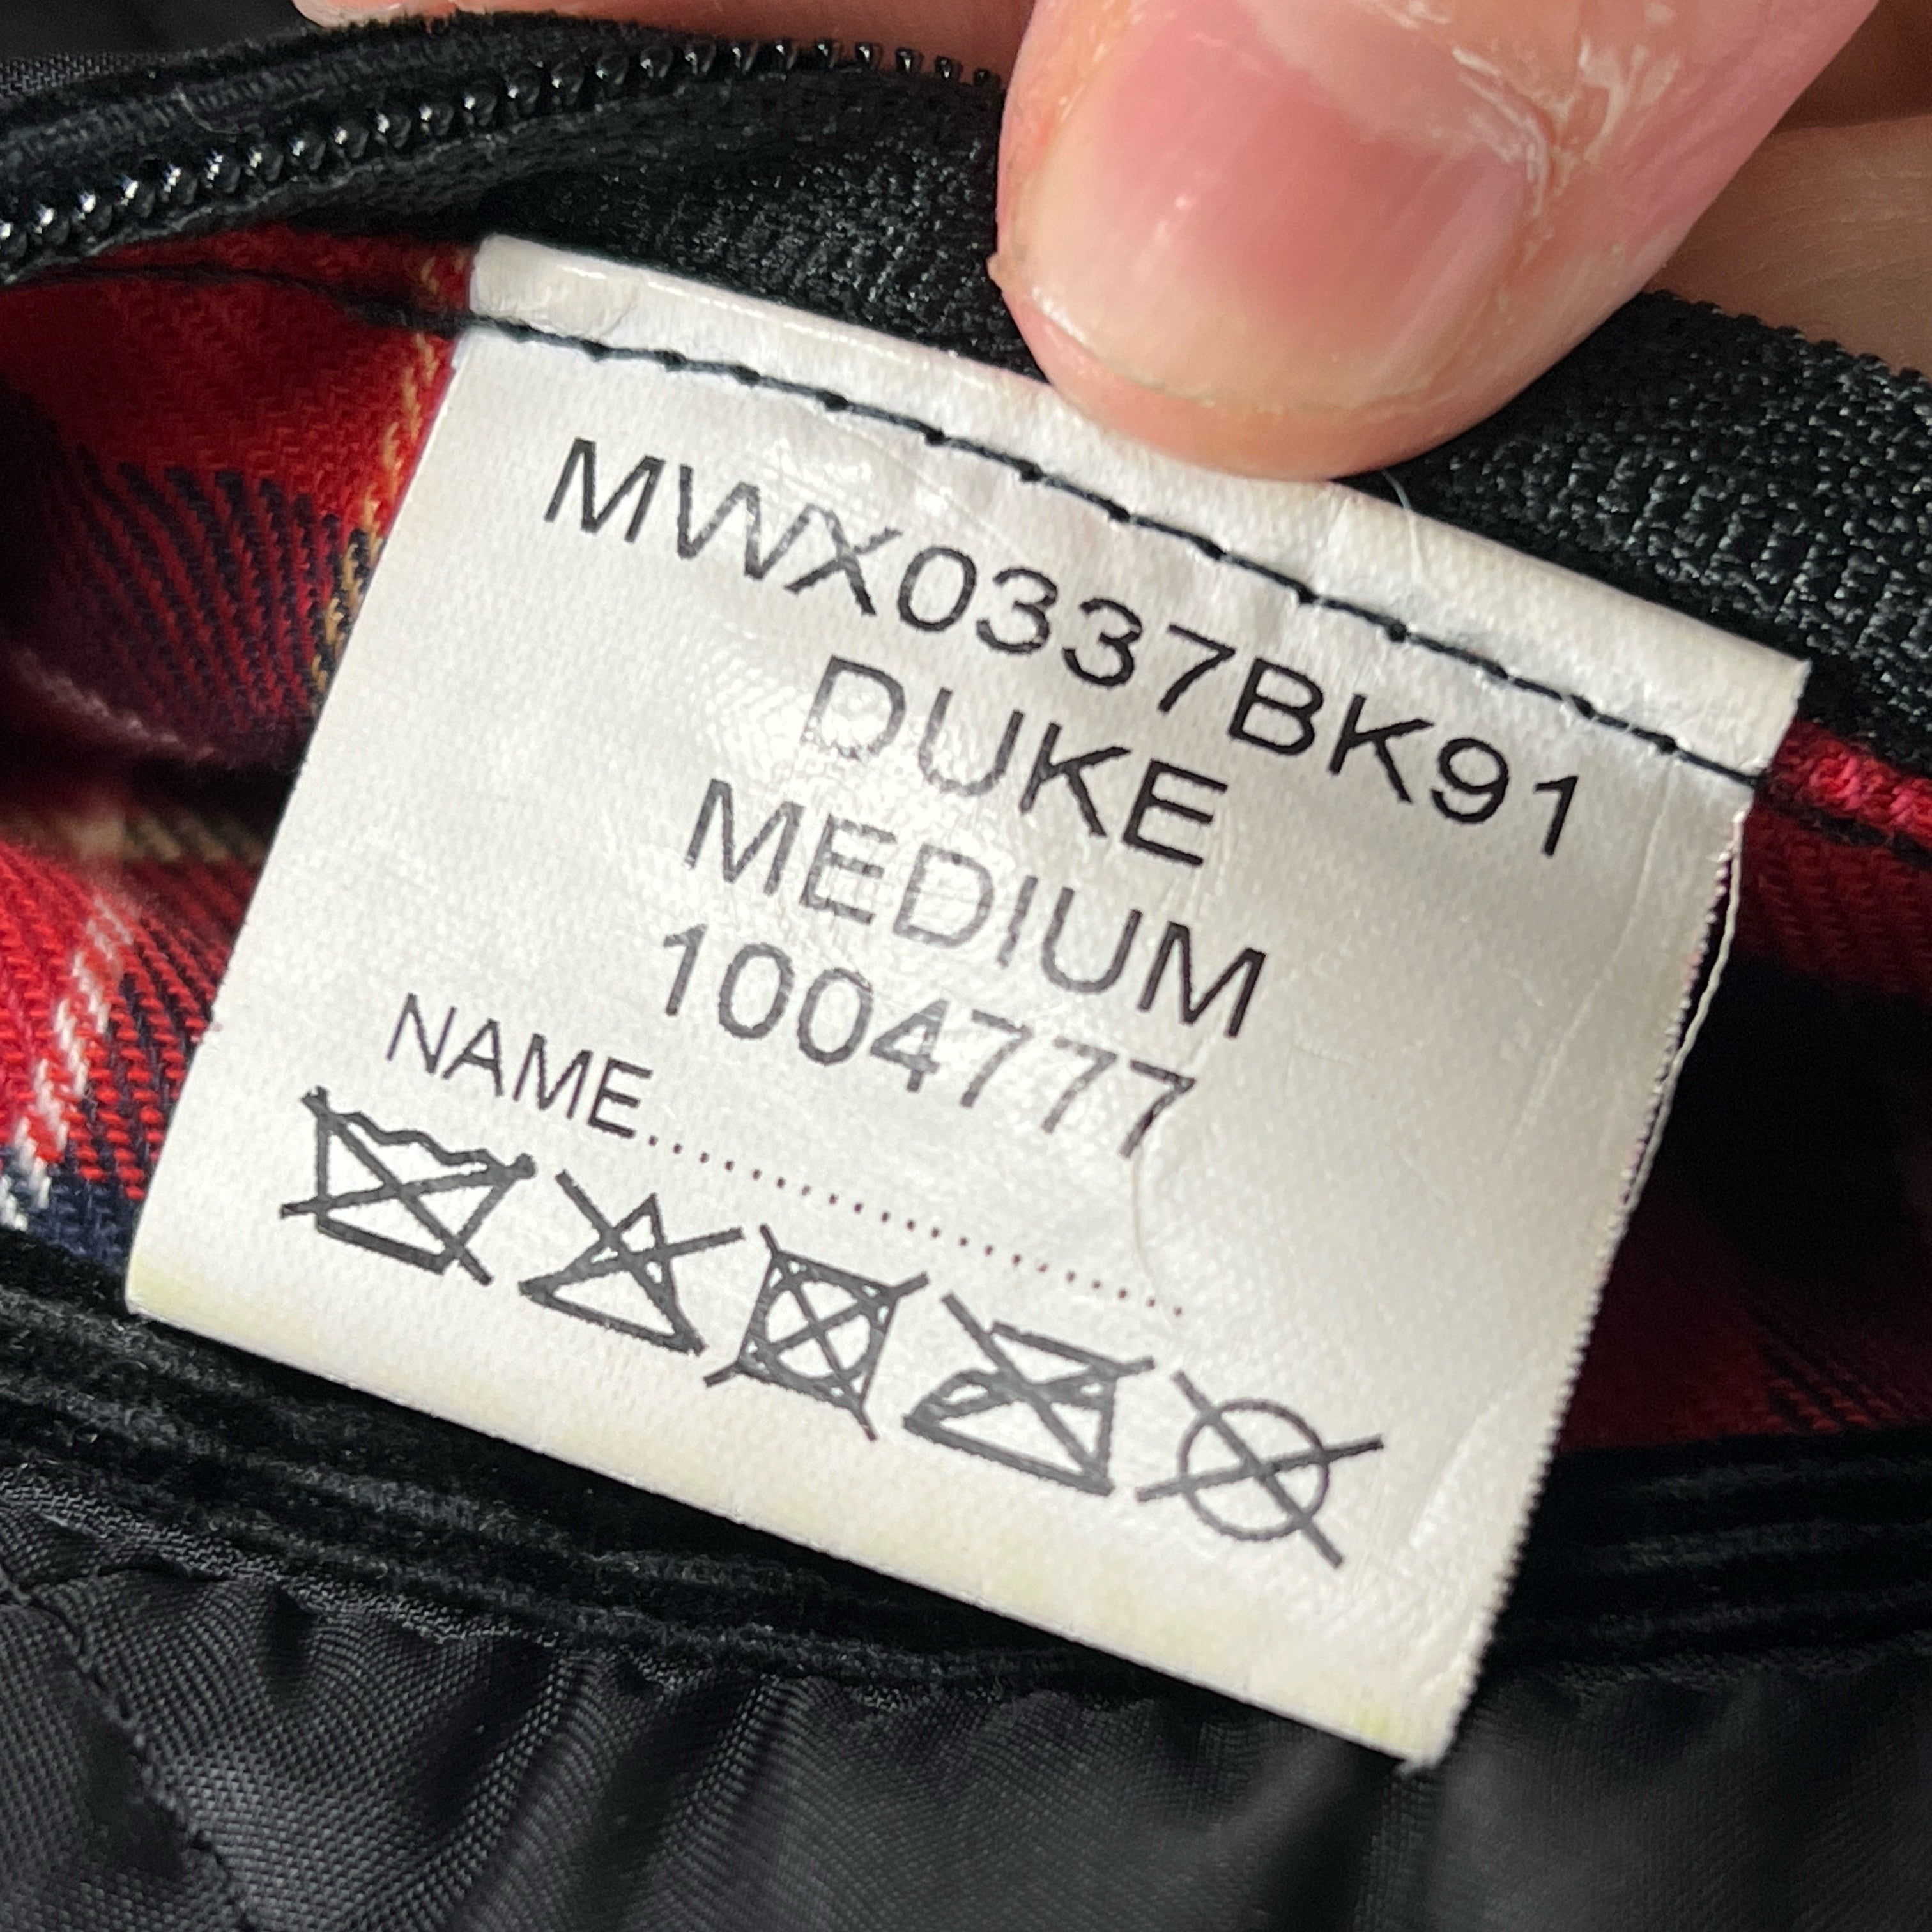 MWX0337BK91
DUKE
MEDIUM
1004777
NAME......................